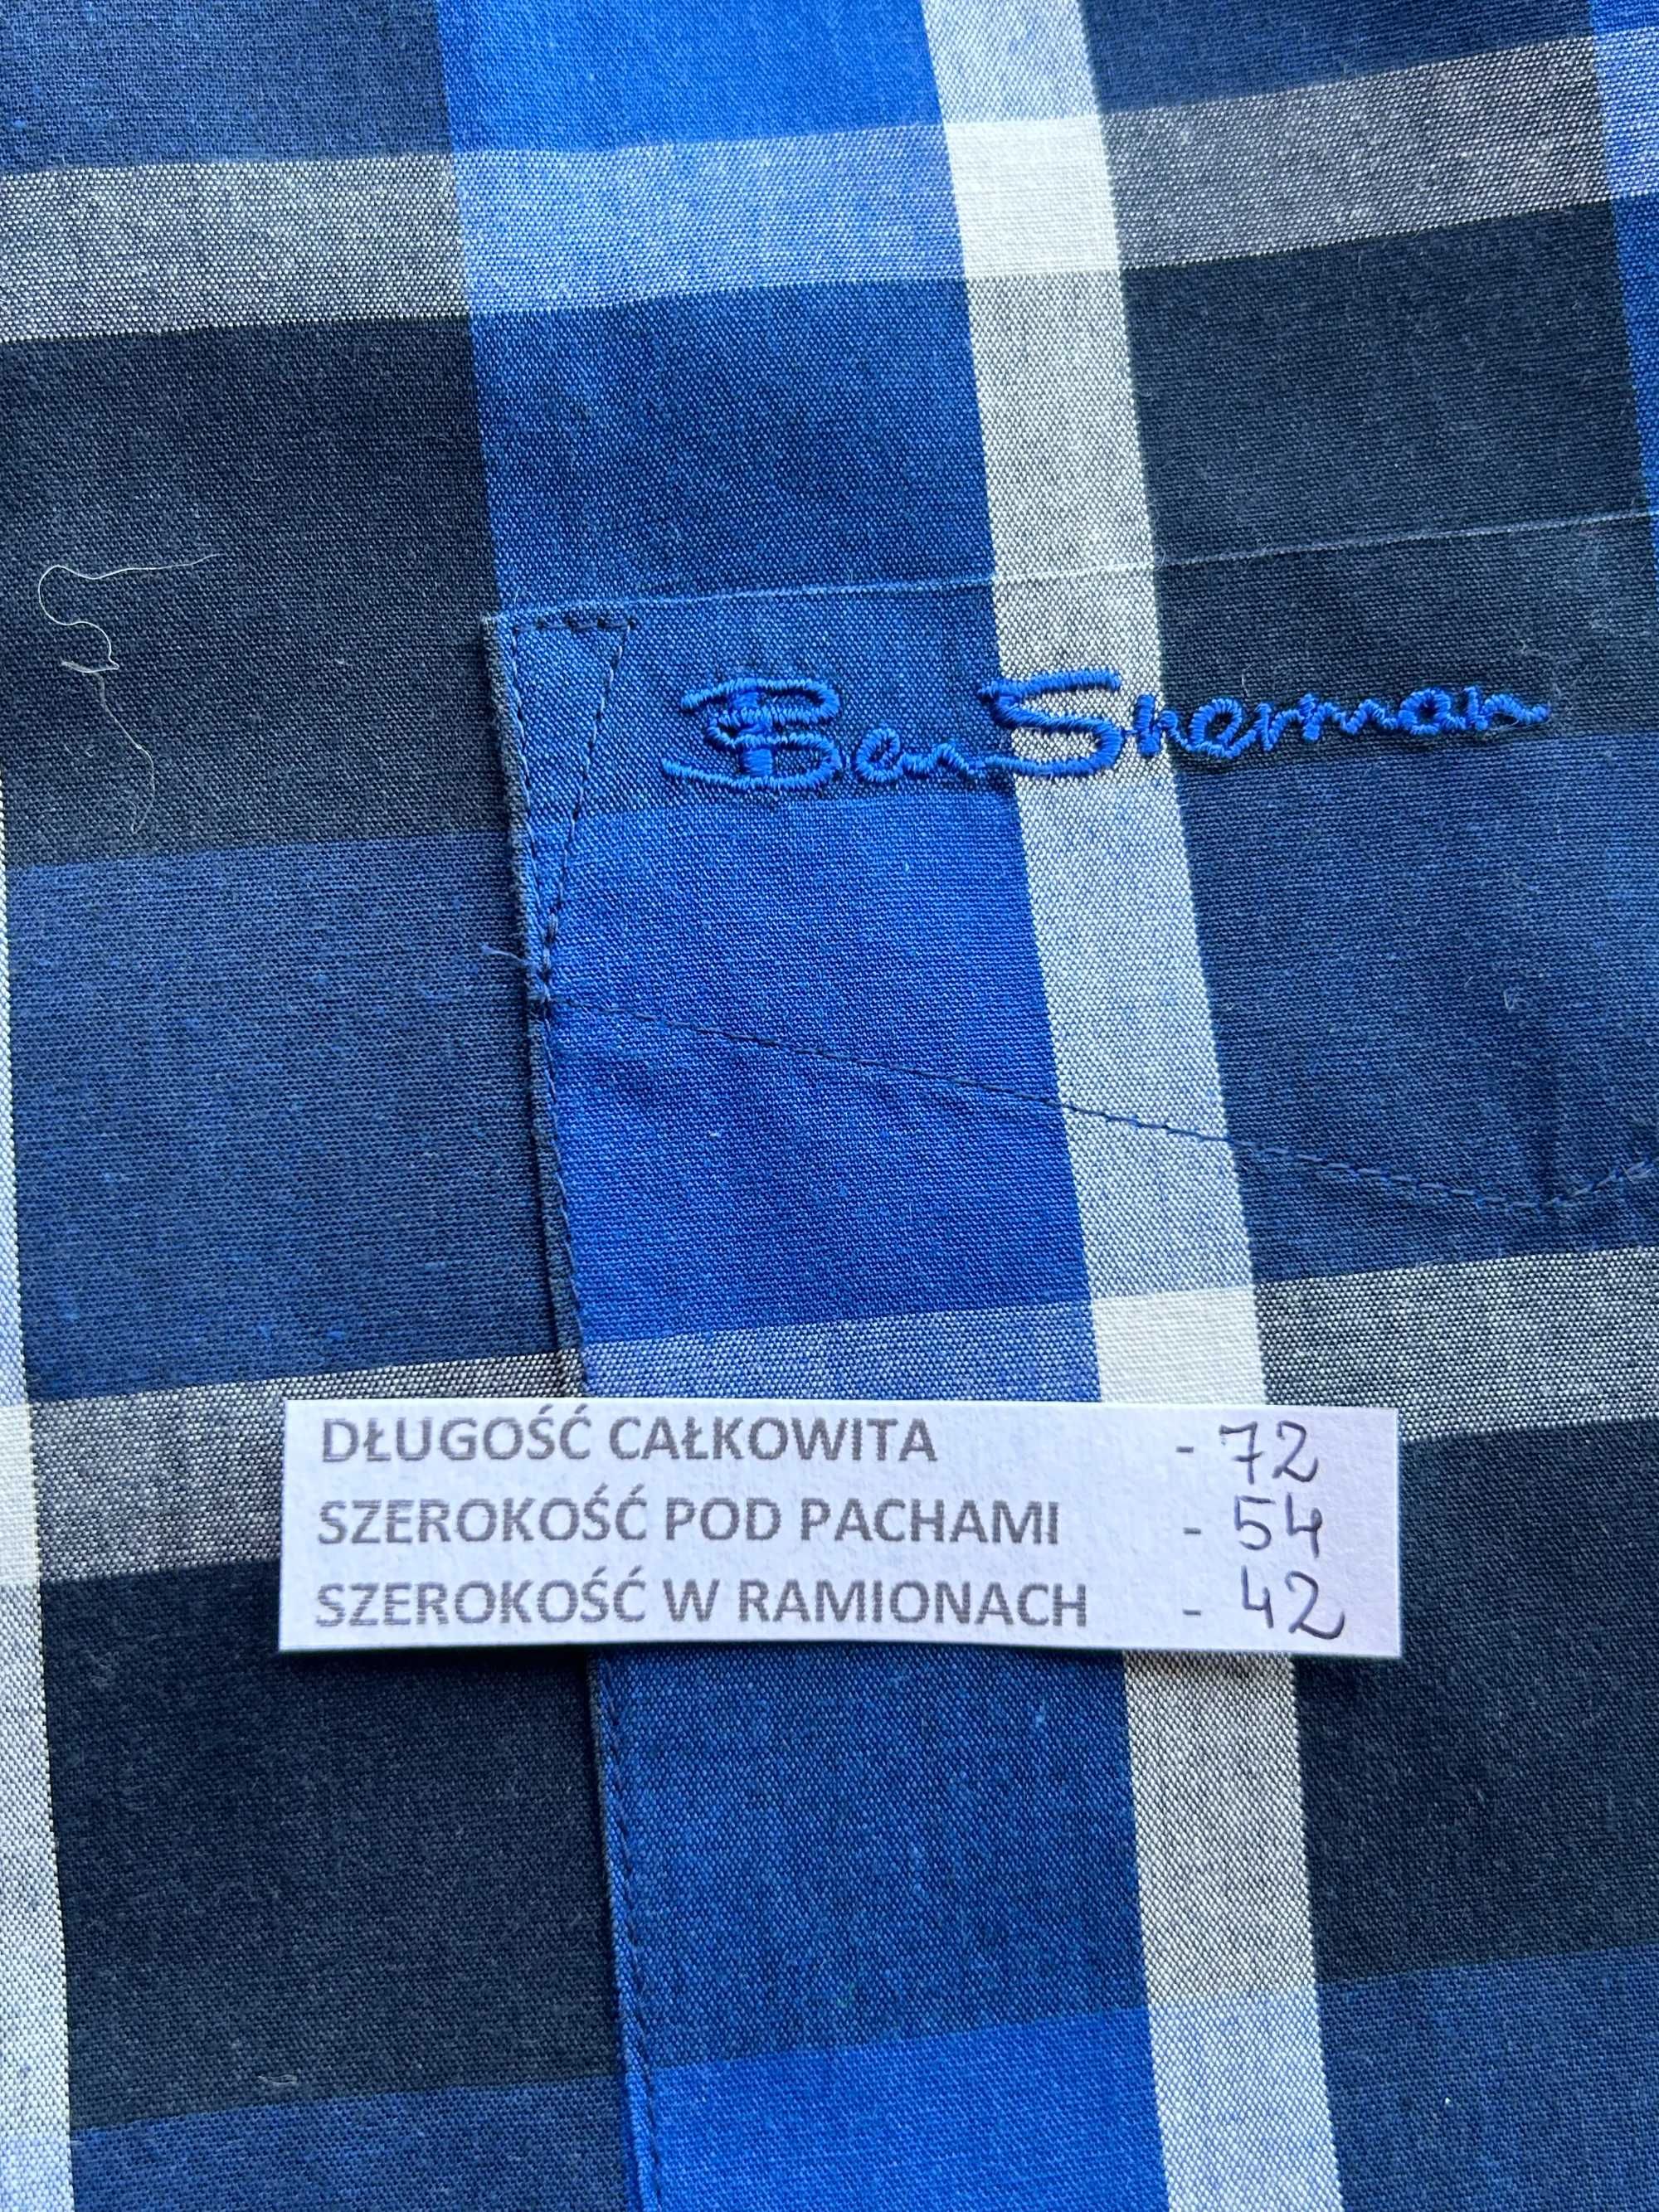 Ben Sherman
DŁUGOŚĆ CAŁKOWITA - 72
SZEROKOŚĆ POD PACHAMI - 54
SZEROKOŚĆ W RAMIONACH - 42